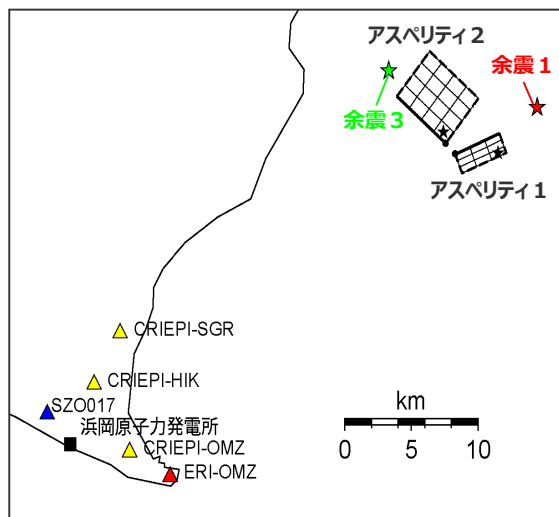 アスペリティ2
余震1
余震3
アスペリティ1
CRIEPI-SGR
CRIEPI-HIK
SZO017
浜岡原子力発電所
CRIEPI-OMZ
ERI-OMZ
km
0 5 10